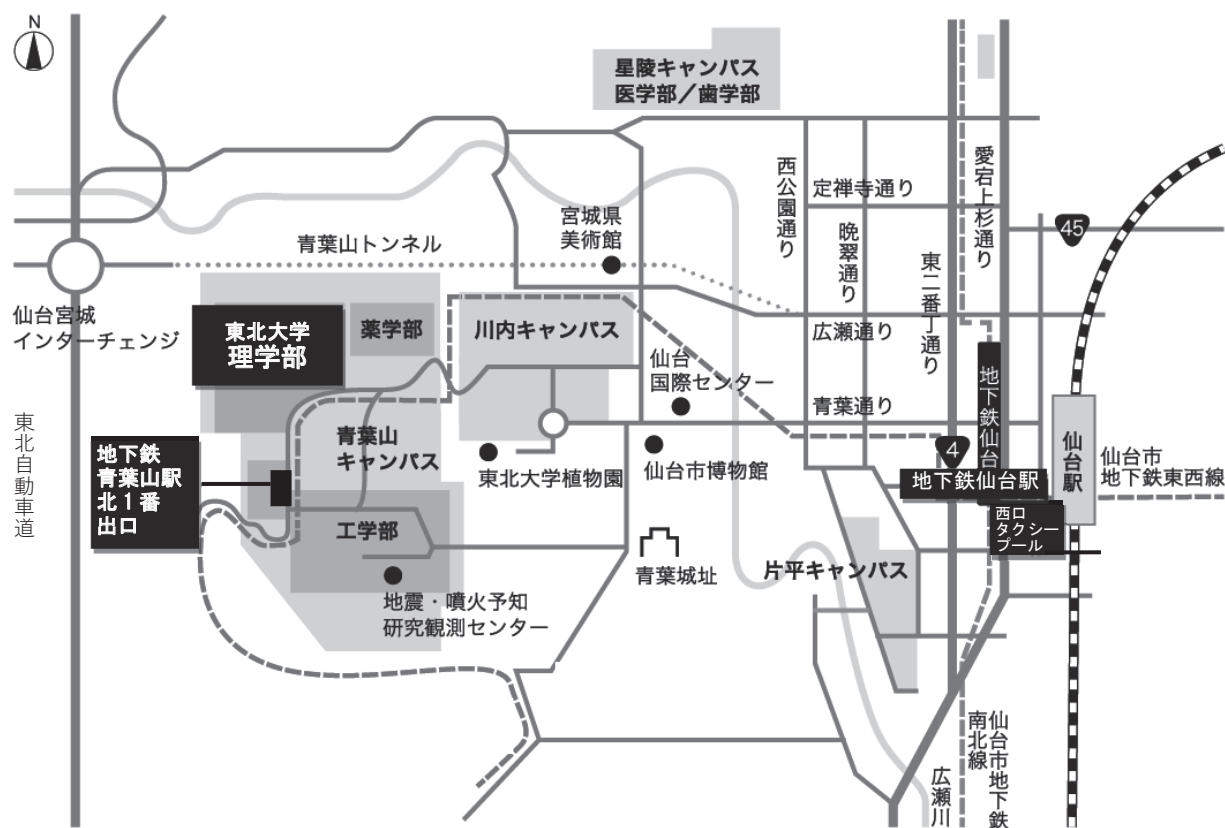 N
星陵キャンパス
医学部／歯学部
西公園通り
定禅寺通り
晩翠通り
東二番丁通り
愛宕上杉通り
45
宮城県
美術館
青葉山トンネル
仙台宮城
インターチェンジ
東北大学
理学部
薬学部
川内キャンパス
広瀬通り
仙台
国際センター
青葉通り
地下鉄仙台
東北自動車道
地下鉄
青葉山駅
北1番
出口
青葉山
キャンパス
東北大学植物園
仙台市博物館
4
地下鉄仙台駅
仙台駅
仙台市
地下鉄東西線
西口
タクシー
プール
工学部
青葉城址
片平キャンパス
地震・噴火予知
研究観測センター
広瀬川
仙台市地下鉄
南北線